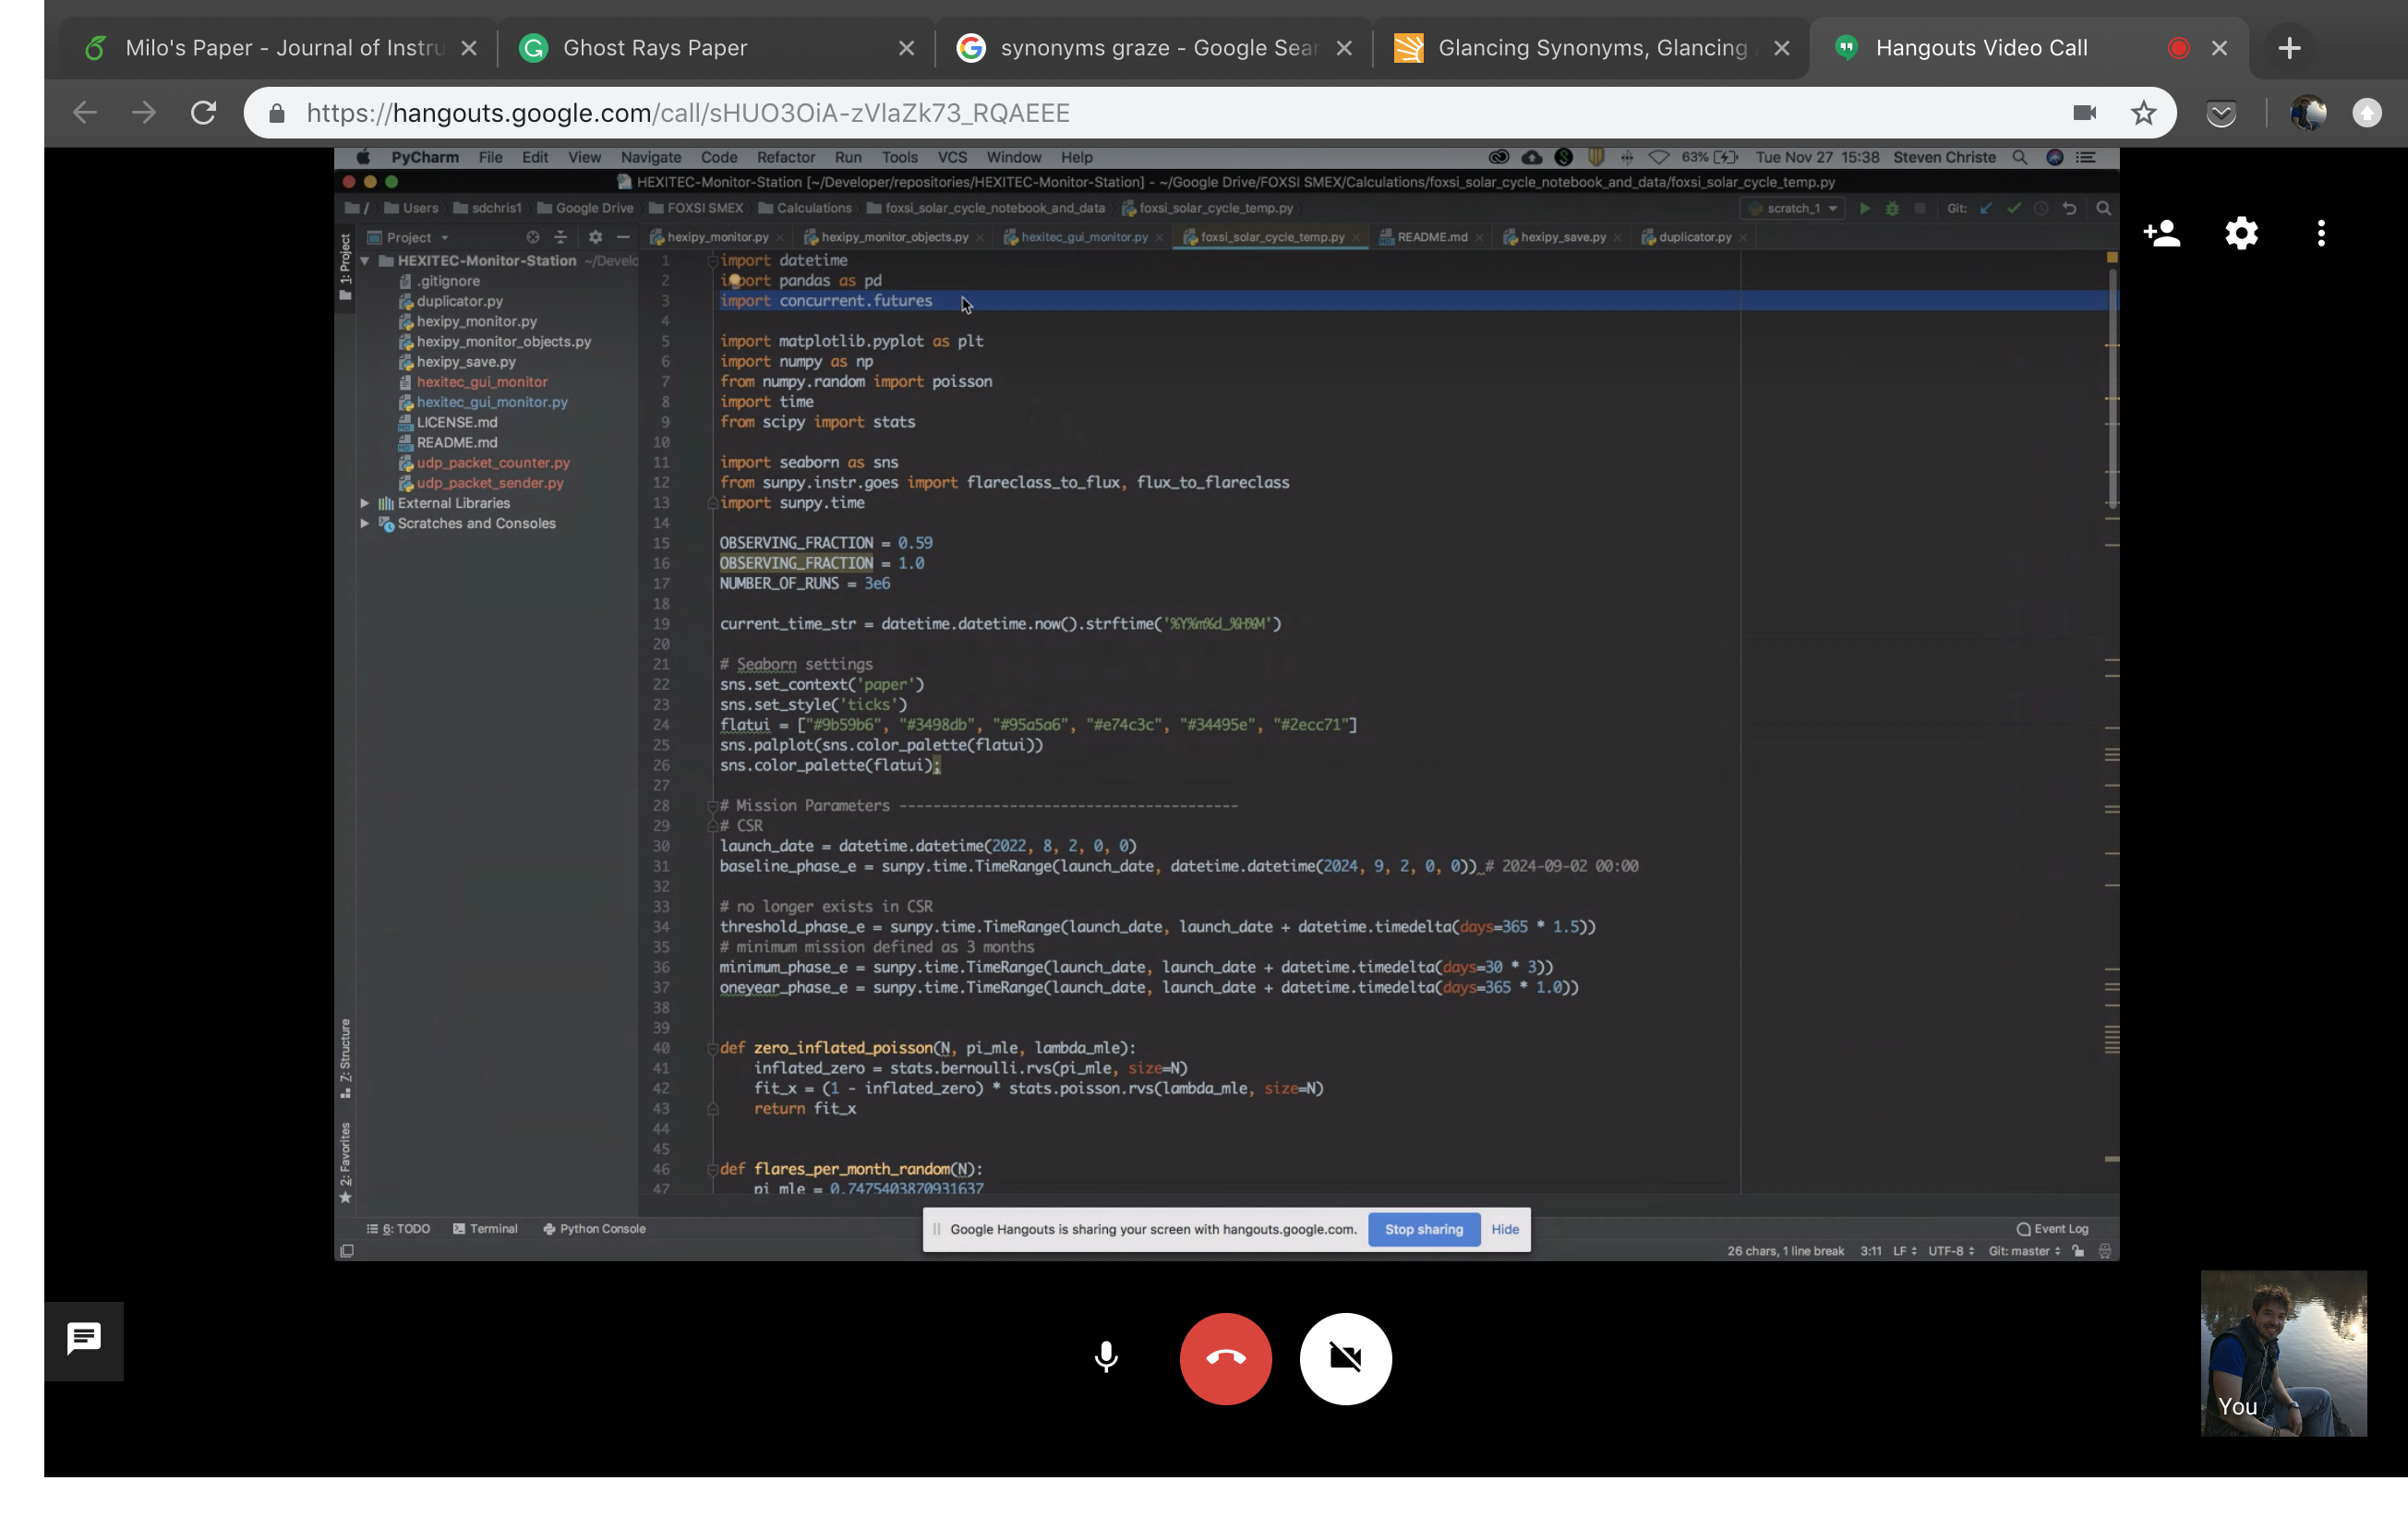 Milo's Paper - Journal of Instru
Ghost Rays Paper
synonyms graze - Google Sear
Glancing Synonyms, Glancing
Hangouts Video Call
https://hangouts.google.com/call/sHUO3OiA-zVlaZk73_RQAEEE
PyCharm File Edit View Navigate Code Refactor Run Tools VCS Window Help 63% Tue Nov 27 15:38 Steven Christe
HEXITEC-Monitor-Station [~/Developer/repositories/HEXITEC-Monitor-Station] - ~/Google Drive/FOXSI SMEX/Calculations/foxsi_solar_cycle_notebook_and_data/foxsi_solar_cycle_temp.py
/ Users sdchris1 Google Drive FOXSI SMEX Calculations foxsi_solar_cycle_notebook_and_data foxsi_solar_cycle_temp.py scratch_1 Git:
Project
hexipy_monitor.py hexipy_monitor_objects.py hexitec_gui_monitor.py foxsi_solar_cycle_temp.py README.md hexipy_save.py duplicator.py
1: Project
HEXITEC-Monitor-Station ~/Develo
.gitignore
duplicator.py
hexipy_monitor.py
hexipy_monitor_objects.py
hexipy_save.py
hexitec_gui_monitor
hexitec_gui_monitor.py
LICENSE.md
README.md
udp_packet_counter.py
udp_packet_sender.py
External Libraries
Scratches and Consoles
Z: Structure
2: Favorites
1 import datetime
2 import pandas as pd
3 import concurrent.futures
4
5 import matplotlib.pyplot as plt
6 import numpy as np
7 from numpy.random import poisson
8 import time
9 from scipy import stats
10
11 import seaborn as sns
12 from sunpy.instr.goes import flareclass_to_flux, flux_to_flareclass
13 import sunpy.time
14
15 OBSERVING_FRACTION = 0.59
16 OBSERVING_FRACTION = 1.0
17 NUMBER_OF_RUNS = 3e6
18
19 current_time_str = datetime.datetime.now().strftime('%Y%m%d_%H%M')
20
21 # Seaborn settings
22 sns.set_context('paper')
23 sns.set_style('ticks')
24 flatui = ["#9b59b6", "#3498db", "#95a5a6", "#e74c3c", "#34495e", "#2ecc71"]
25 sns.palplot(sns.color_palette(flatui))
26 sns.color_palette(flatui);
27
28 # Mission Parameters ----------------------------------------
29 # CSR
30 launch_date = datetime.datetime(2022, 8, 2, 0, 0)
31 baseline_phase_e = sunpy.time.TimeRange(launch_date, datetime.datetime(2024, 9, 2, 0, 0)) # 2024-09-02 00:00
32
33 # no longer exists in CSR
34 threshold_phase_e = sunpy.time.TimeRange(launch_date, launch_date + datetime.timedelta(days=365 * 1.5))
35 # minimum mission defined as 3 months
36 minimum_phase_e = sunpy.time.TimeRange(launch_date, launch_date + datetime.timedelta(days=30 * 3))
37 oneyear_phase_e = sunpy.time.TimeRange(launch_date, launch_date + datetime.timedelta(days=365 * 1.0))
38
39
40 def zero_inflated_poisson(N, pi_mle, lambda_mle):
41 inflated_zero = stats.bernoulli.rvs(pi_mle, size=N)
42 fit_x = (1 - inflated_zero) * stats.poisson.rvs(lambda_mle, size=N)
43 return fit_x
44
45
46 def flares_per_month_random(N):
47 pi_mle = 0.7475403870931637
6: TODO Terminal Python Console
Google Hangouts is sharing your screen with hangouts.google.com. Stop sharing Hide
Event Log
26 chars, 1 line break 3:11 LF UTF-8 Git: master
You